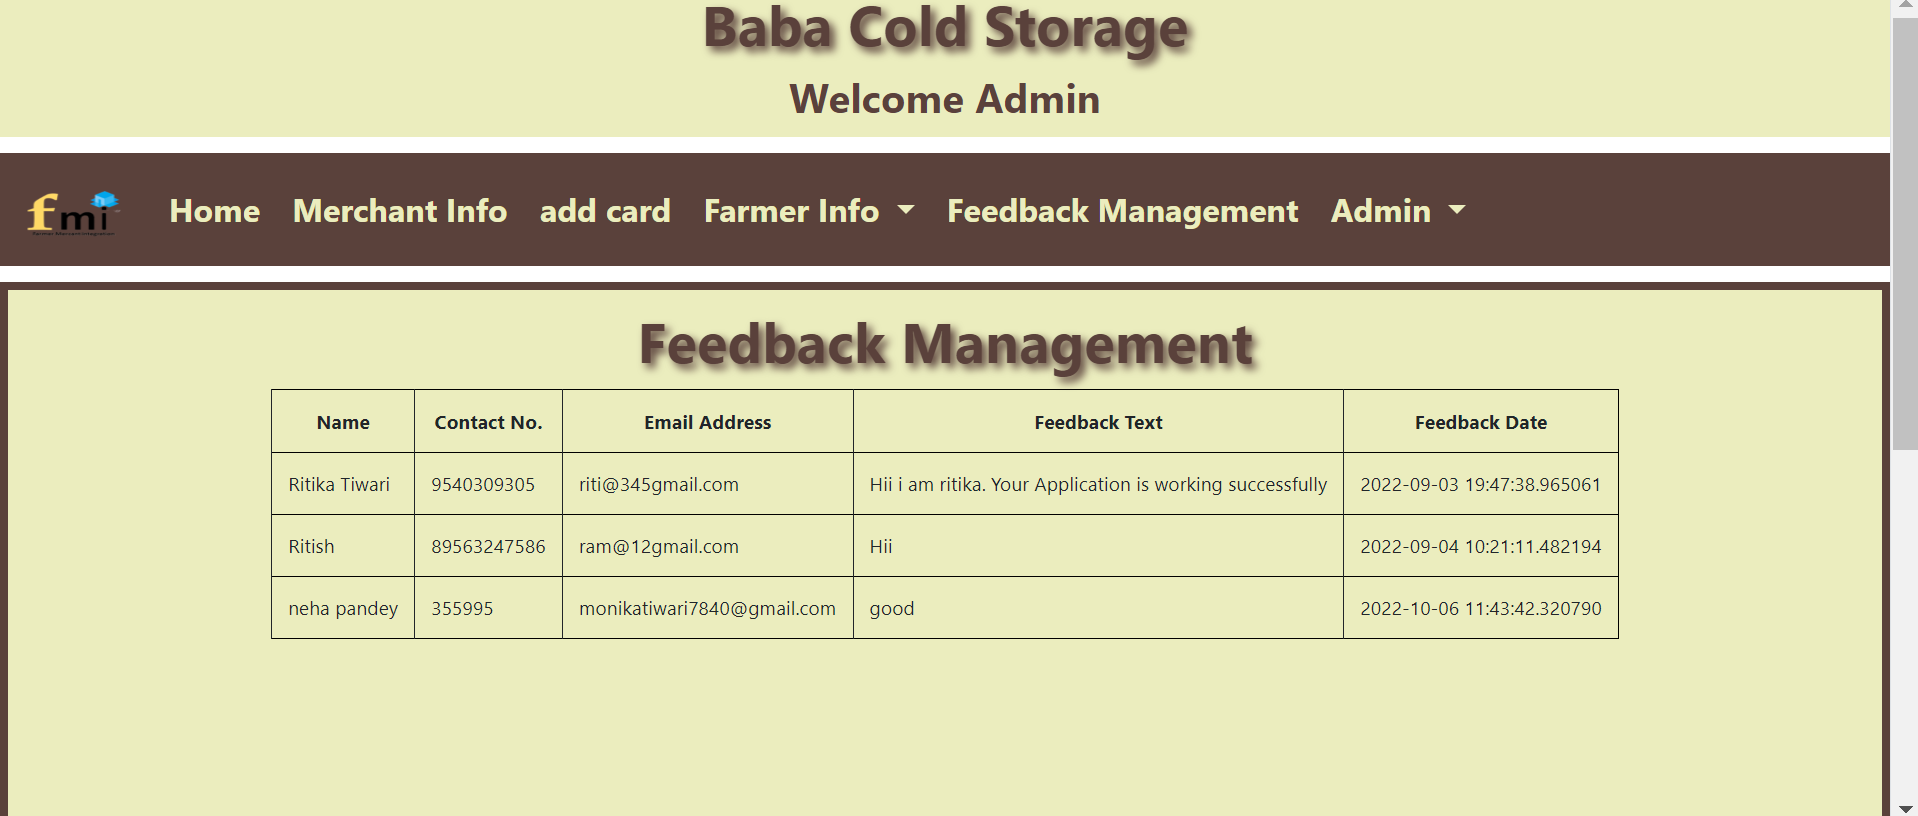 Baba Cold Storage
Welcome Admin
fmi Home Merchant Info add card Farmer Info Feedback Management Admin
Feedback Management
Name Contact No. Email Address Feedback Text Feedback Date
Ritika Tiwari 9540309305 riti@345gmail.com Hii i am ritika. Your Application is working successfully 2022-09-03 19:47:38.965061
Ritish 89563247586 ram@12gmail.com Hii 2022-09-04 10:21:11.482194
neha pandey 355995 monikatiwari7840@gmail.com good 2022-10-06 11:43:42.320790